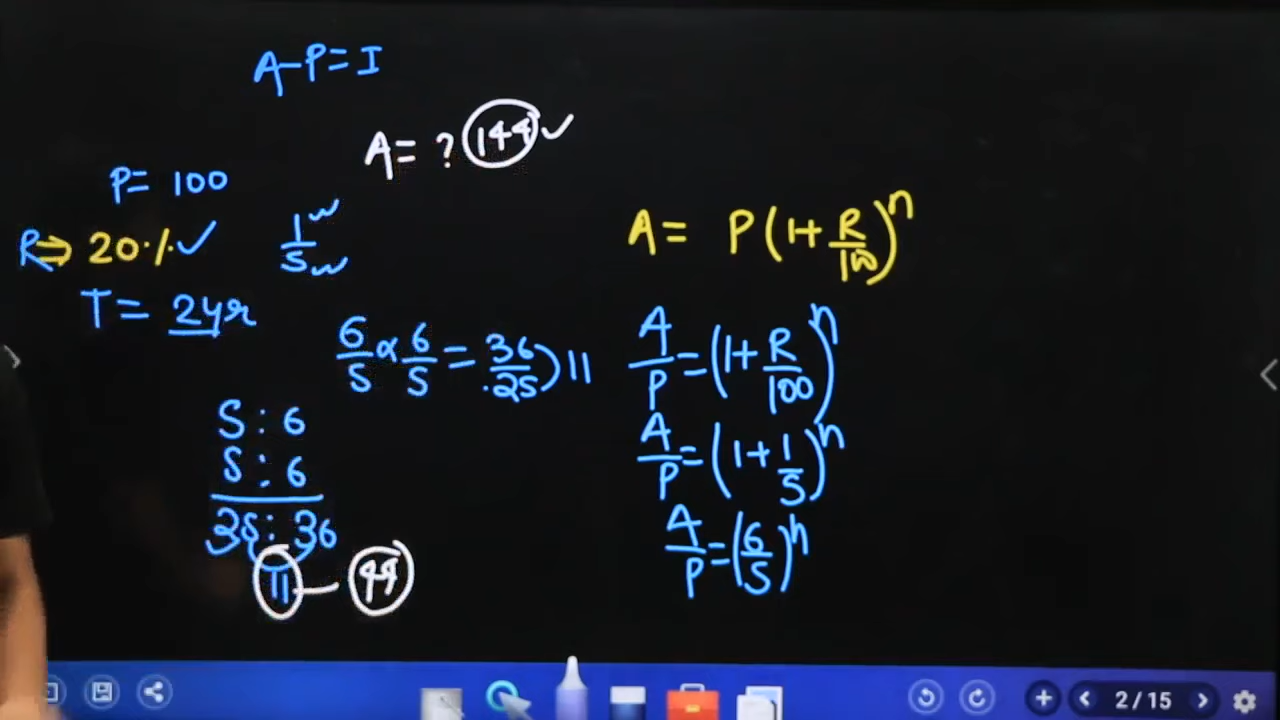 A-P=I
A= ? 144 ✓
P= 100
R⇒ 20% ✓
1/5
T= 2yr
A= P(1+R/100)^n
6/5 × 6/5 = 36/25) 11
A/P=(1+R/100)^n
5:6
5:6
A/P=(1+1/5)^n
35:36
11 - 44
A/P=(6/5)^n
2/15